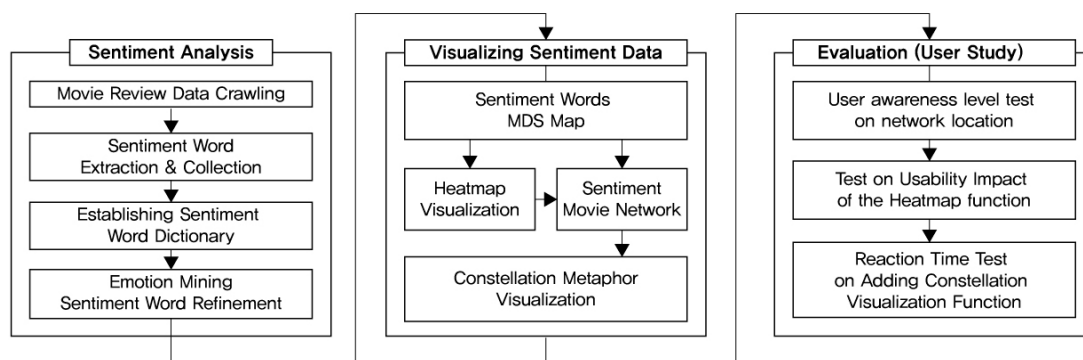 Sentiment Analysis
Movie Review Data Crawling
Sentiment Word
Extraction & Collection
Establishing Sentiment
Word Dictionary
Emotion Mining
Sentiment Word Refinement
Visualizing Sentiment Data
Sentiment Words
MDS Map
Heatmap
Visualization
Sentiment
Movie Network
Constellation Metaphor
Visualization
Evaluation (User Study)
User awareness level test
on network location
Test on Usability Impact
of the Heatmap function
Reaction Time Test
on Adding Constellation
Visualization Function